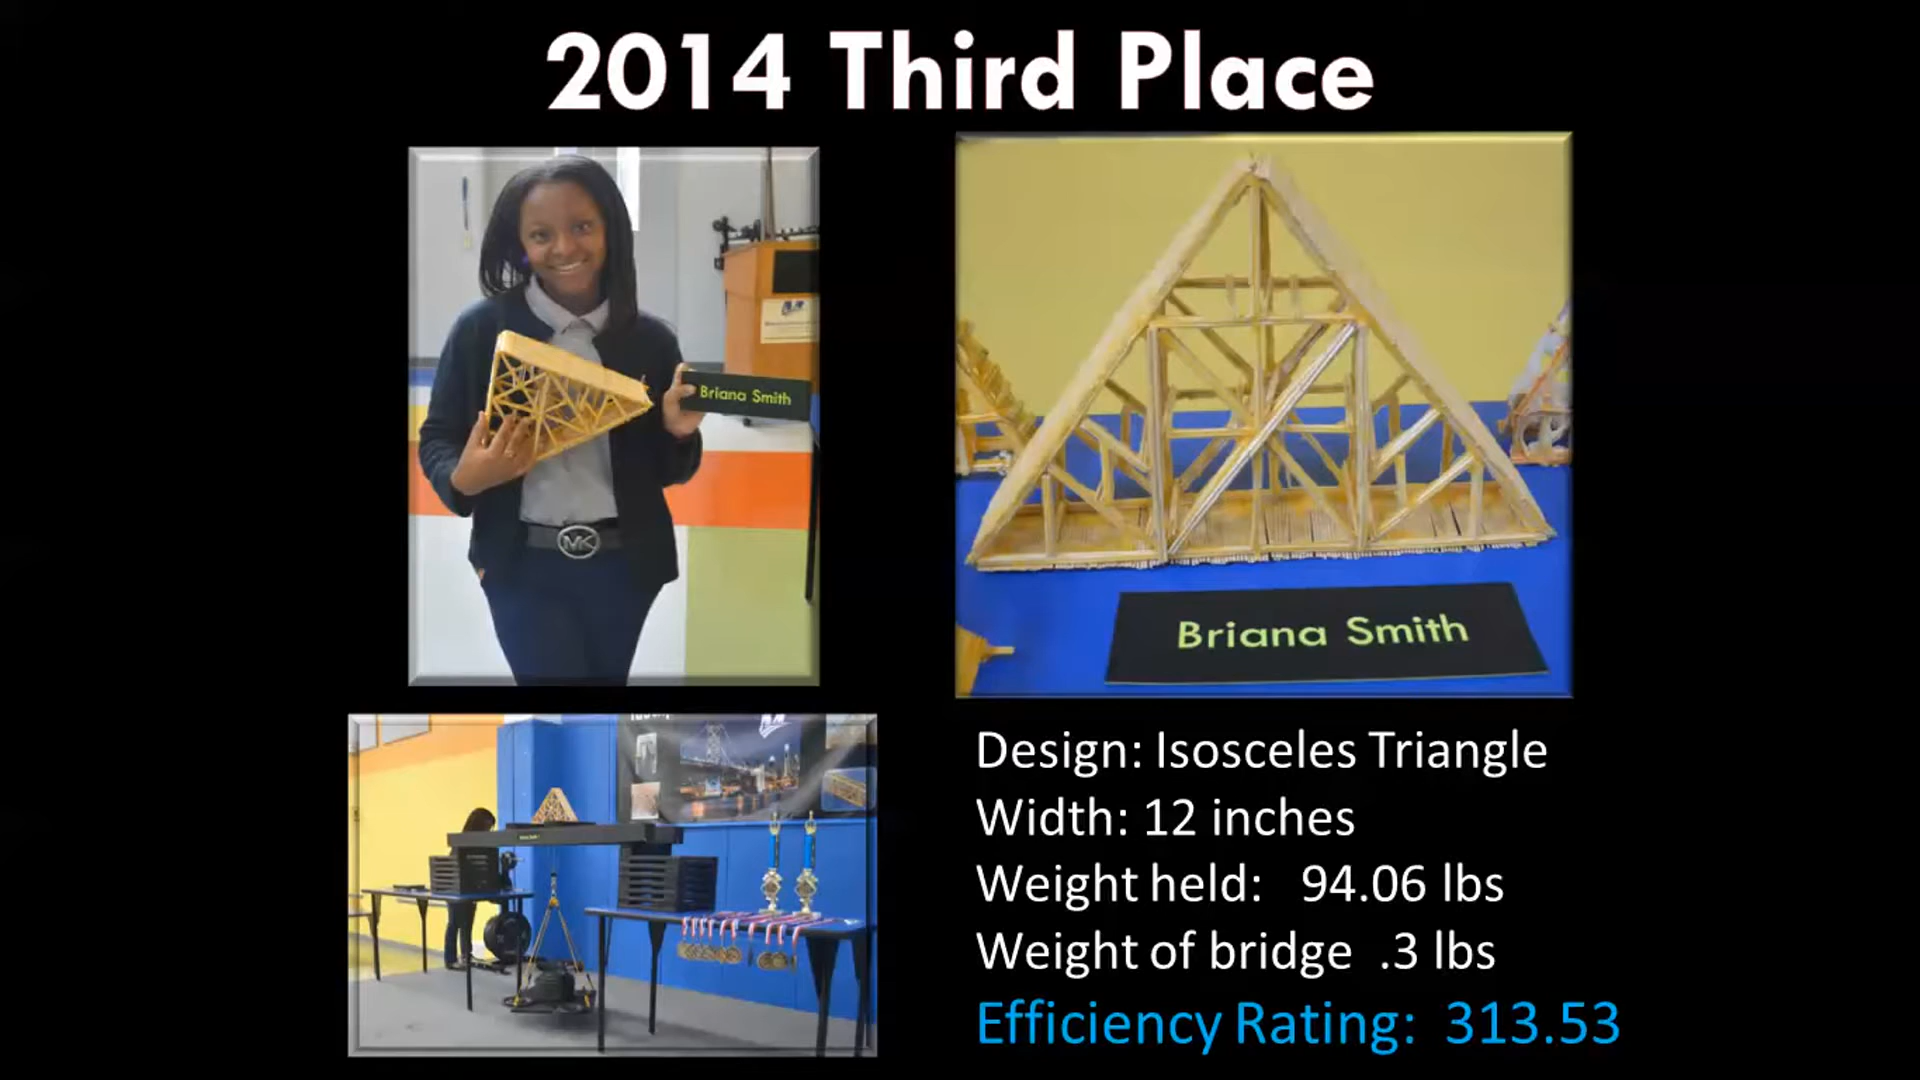 2014 Third Place
Briana Smith
MK
Briana Smith
Design: Isosceles Triangle
Width: 12 inches
Weight held: 94.06 lbs
Weight of bridge .3 lbs
Efficiency Rating: 313.53